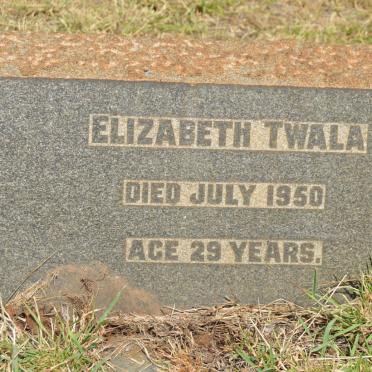 ELIZABETH TWALA
DIED JULY 1950
AGE 29 YEARS.